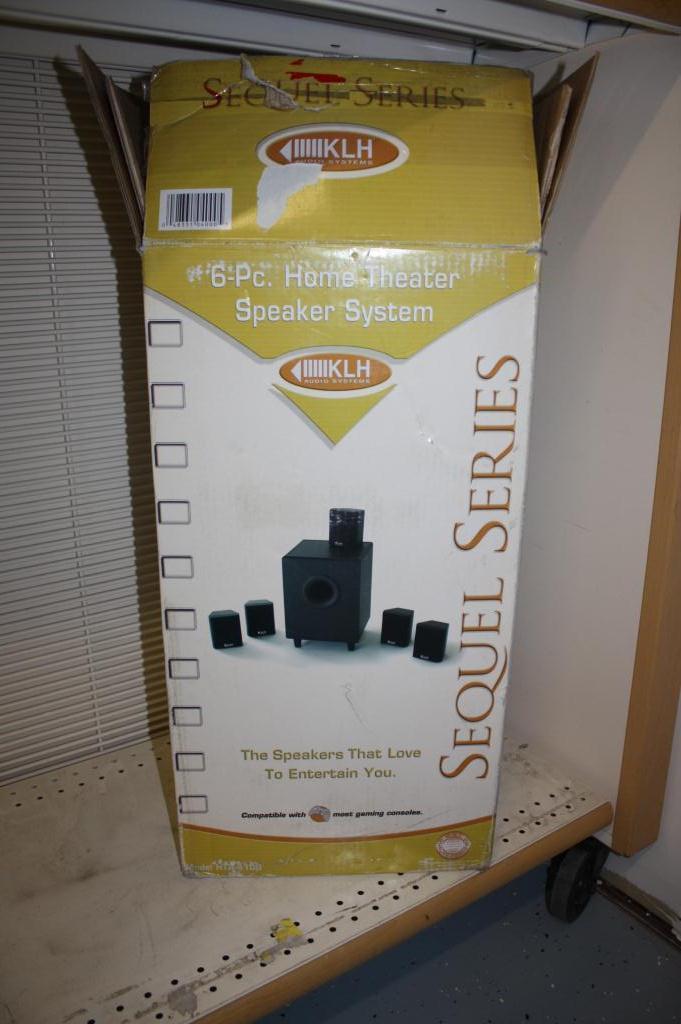 SEQUEL SERIES
KLH
AUDIO SYSTEMS
6-Pc. Home Theater
Speaker System
KLH
AUDIO SYSTEMS
SEQUEL SERIES
The Speakers That Love
To Entertain You.
Compatible with most gaming consoles.
Model